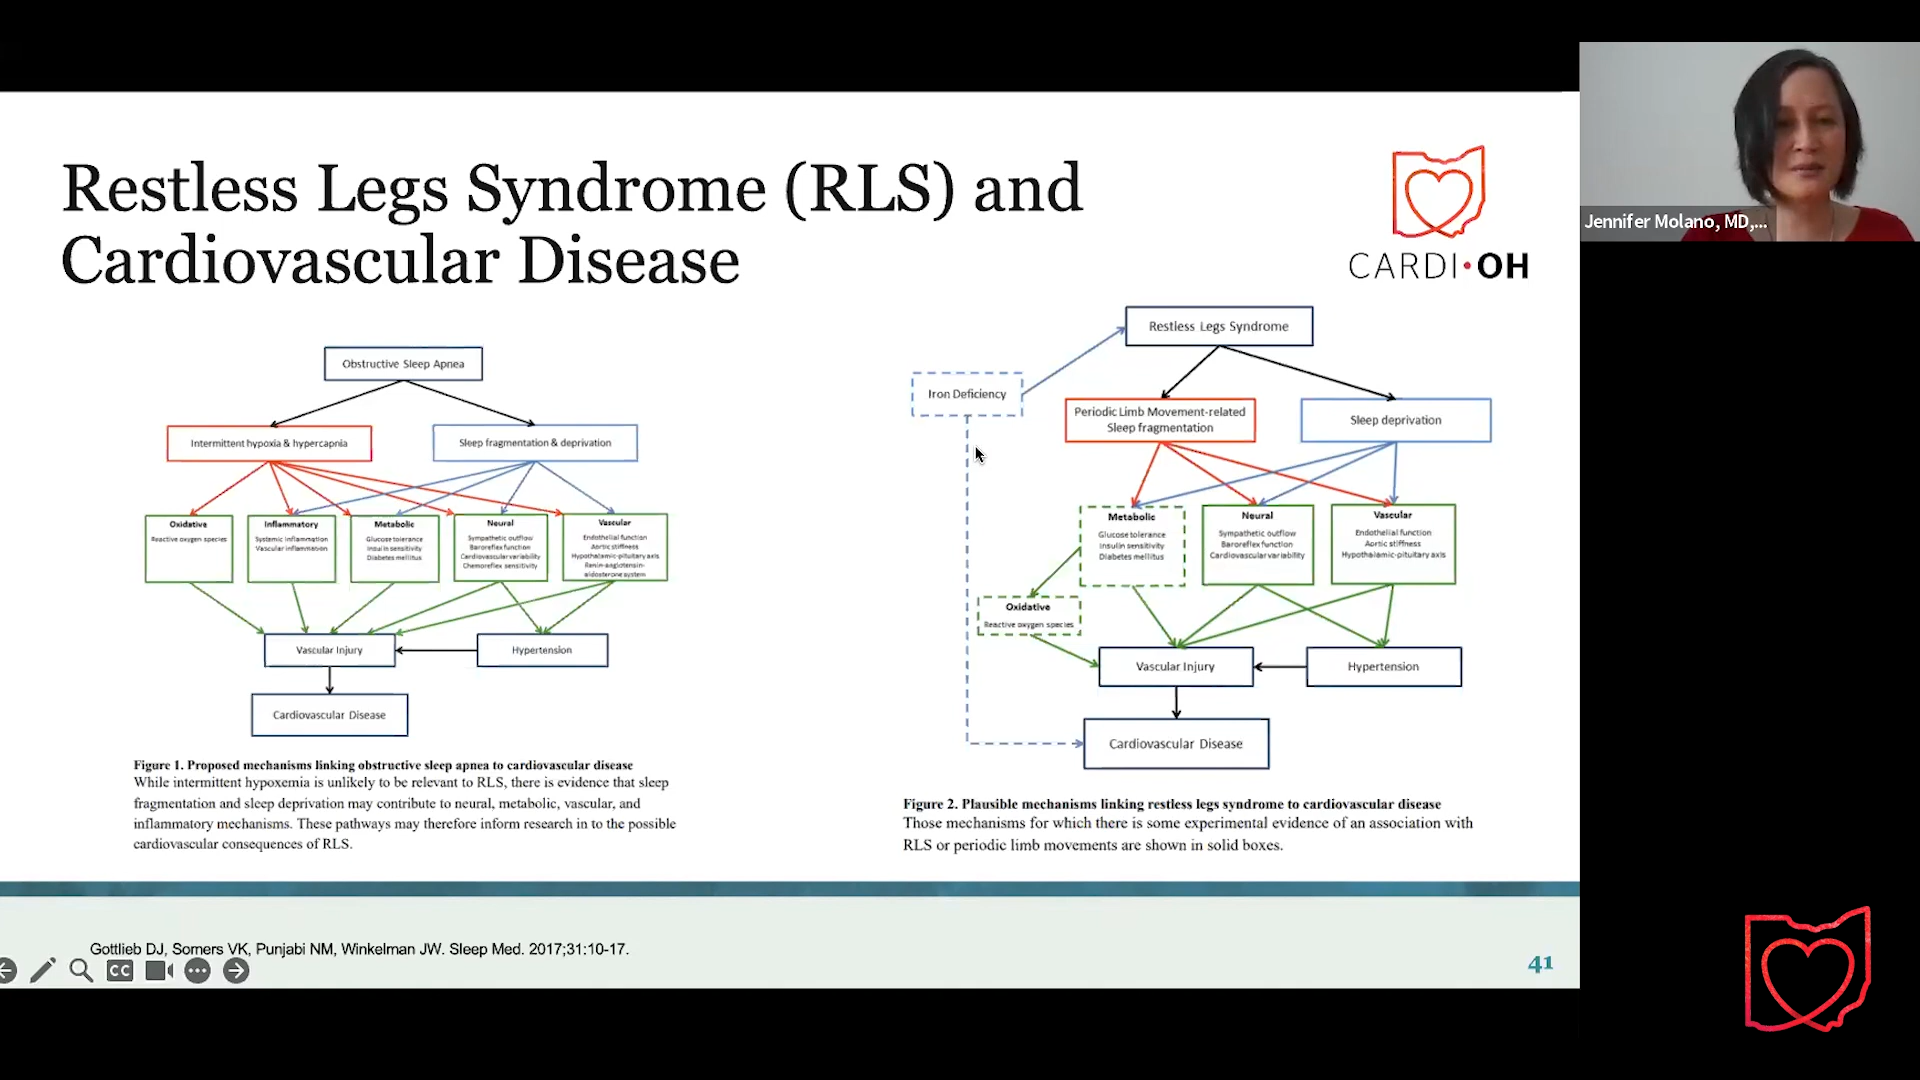 Restless Legs Syndrome (RLS) and
Cardiovascular Disease
CARDI•OH
Jennifer Molano, MD,...
Obstructive Sleep Apnea
Intermittent hypoxia & hypercapnia
Sleep fragmentation & deprivation
Oxidative
Reactive oxygen species
Inflammatory
Systamic inflammation
Vascular inflammation
Metabolic
Glucose tolerance
Insulin sensitivity
Diabetes mellitus
Neural
Sympathetic outflow
Baroreflex function
Cardiovascular variability
Chemoreflex sensitivity
Vascular
Endothelial function
Aortic stiffness
Hypothalamic-pituitary axis
Renin-angiotensin-
aldosterone system
Vascular Injury
Hypertension
Cardiovascular Disease
Figure 1. Proposed mechanisms linking obstructive sleep apnea to cardiovascular disease
While intermittent hypoxemia is unlikely to be relevant to RLS, there is evidence that sleep
fragmentation and sleep deprivation may contribute to neural, metabolic, vascular, and
inflammatory mechanisms. These pathways may therefore inform research in to the possible
cardiovascular consequences of RLS.
Restless Legs Syndrome
Iron Deficiency
Periodic Limb Movement-related
Sleep fragmentation
Sleep deprivation
Metabolic
Glucose tolerance
Insulin sensitivity
Diabetes mellitus
Neural
Sympathetic outflow
Baroreflex function
Cardiovascular variability
Vascular
Endothelial function
Aortic stiffness
Hypothalamic-pituitary axis
Oxidative
Reactive oxygen species
Vascular Injury
Hypertension
Cardiovascular Disease
Figure 2. Plausible mechanisms linking restless legs syndrome to cardiovascular disease
Those mechanisms for which there is some experimental evidence of an association with
RLS or periodic limb movements are shown in solid boxes.
Gottlieb DJ, Somers VK, Punjabi NM, Winkelman JW. Sleep Med. 2017;31:10-17.
CC
41